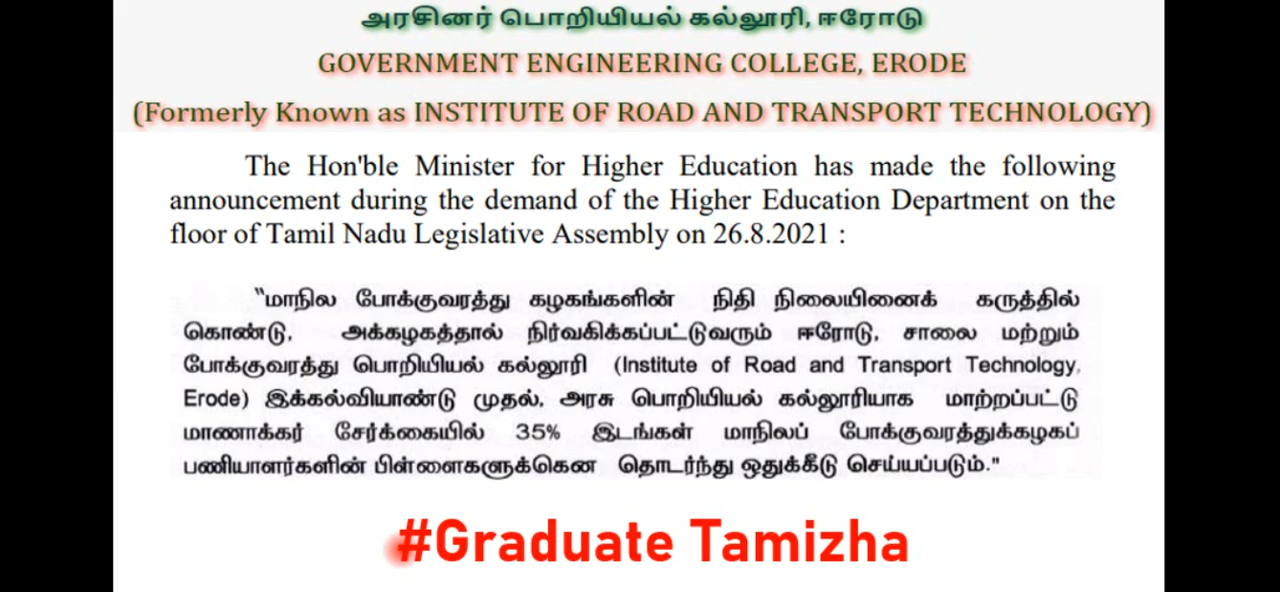 அரசினர் பொறியியல் கல்லூரி, ஈரோடு
GOVERNMENT ENGINEERING COLLEGE, ERODE
(Formerly Known as INSTITUTE OF ROAD AND TRANSPORT TECHNOLOGY)
The Hon'ble Minister for Higher Education has made the following
announcement during the demand of the Higher Education Department on the
floor of Tamil Nadu Legislative Assembly on 26.8.2021 :
“மாநில போக்குவரத்து கழகங்களின் நிதி நிலையினைக் கருத்தில்
கொண்டு, அக்கழகத்தால் நிர்வகிக்கப்பட்டுவரும் ஈரோடு, சாலை மற்றும்
போக்குவரத்து பொறியியல் கல்லூரி (Institute of Road and Transport Technology,
Erode) இக்கல்வியாண்டு முதல், அரசு பொறியியல் கல்லூரியாக மாற்றப்பட்டு
மாணாக்கர் சேர்க்கையில் 35% இடங்கள் மாநிலப் போக்குவரத்துக்கழகப்
பணியாளர்களின் பிள்ளைகளுக்கென தொடர்ந்து ஒதுக்கீடு செய்யப்படும்."
#Graduate Tamizha